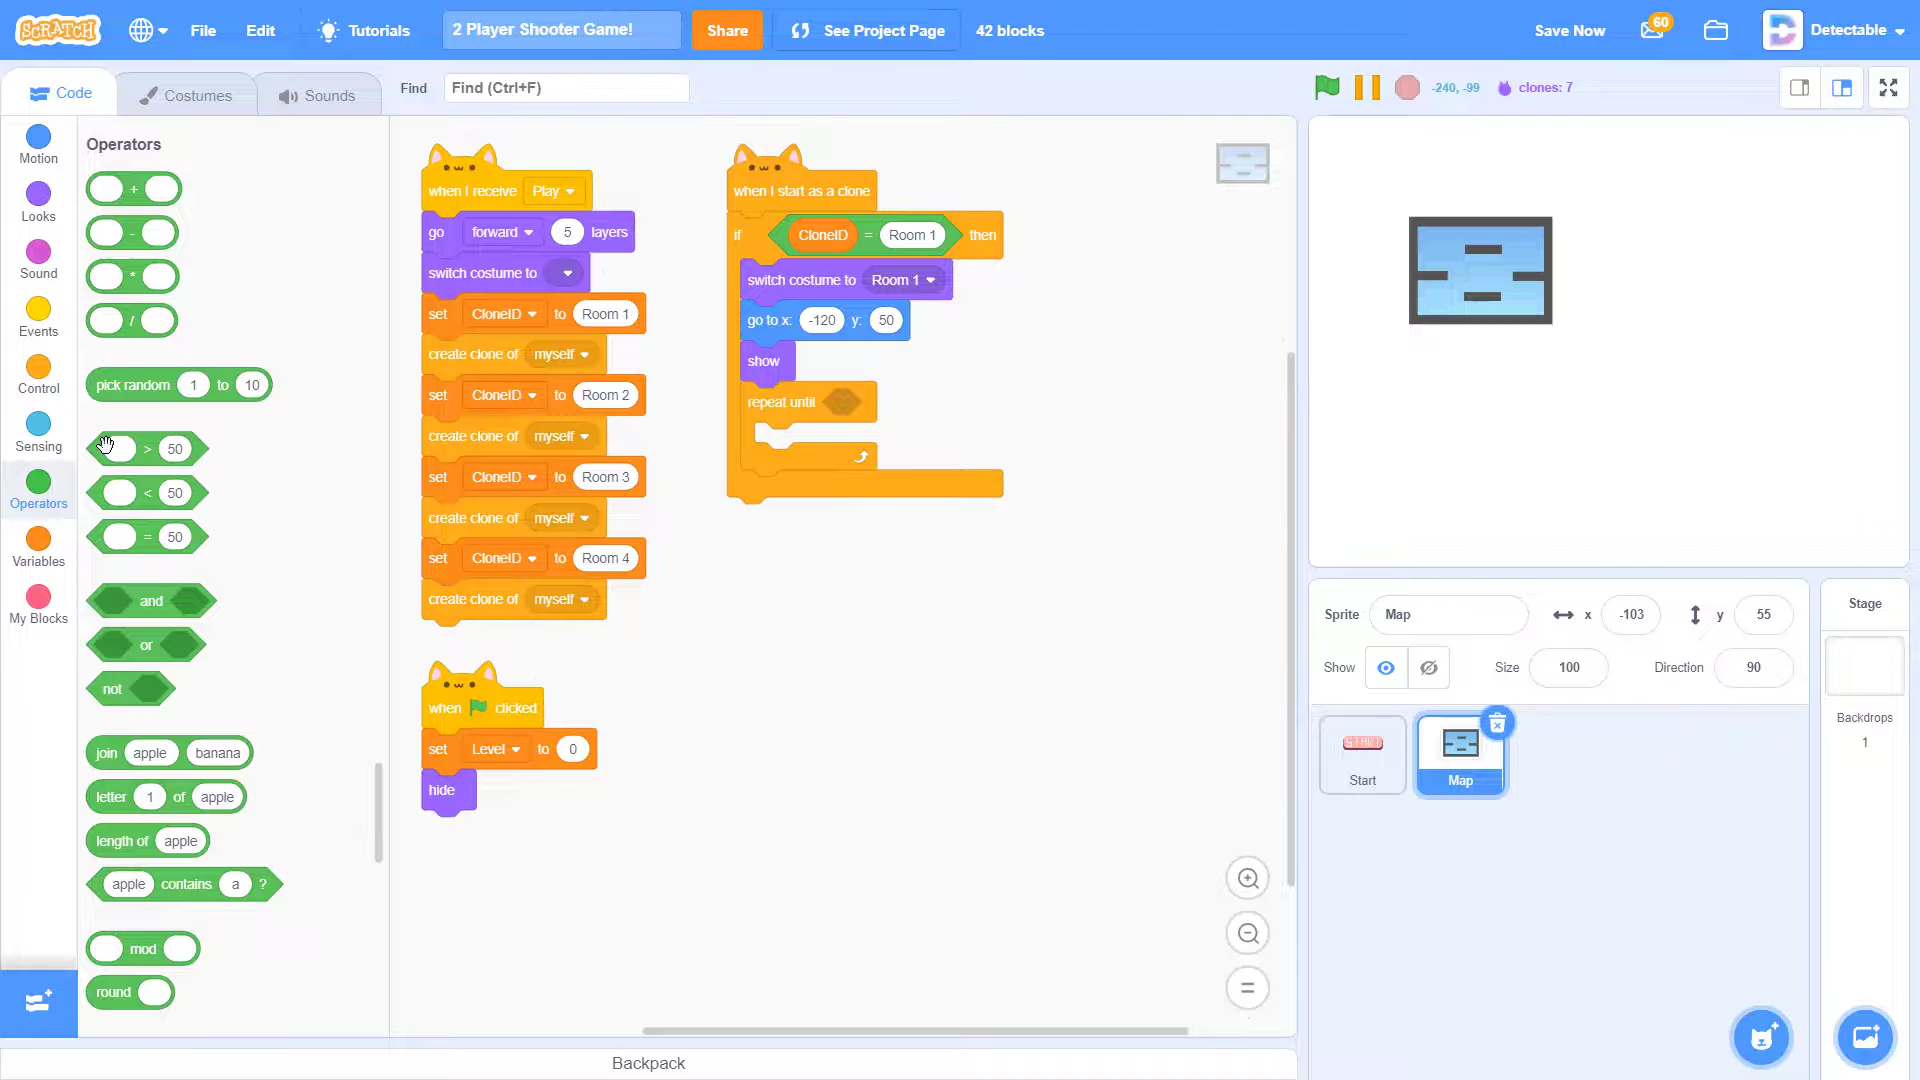 SCRATCH File Edit Tutorials 2 Player Shooter Game! Share See Project Page 42 blocks Save Now 60 Detectable
Code Costumes Sounds Find Find (Ctrl+F) -240, -99 clones: 7
Motion
Looks
Sound
Events
Control
Sensing
Operators
Variables
My Blocks
Operators
+
-
*
/
pick random 1 to 10
> 50
< 50
= 50
and
or
not
join apple banana
letter 1 of apple
length of apple
apple contains a ?
mod
round
when I receive Play
go forward 5 layers
switch costume to
set CloneID to Room 1
create clone of myself
set CloneID to Room 2
create clone of myself
set CloneID to Room 3
create clone of myself
set CloneID to Room 4
create clone of myself
when clicked
set Level to 0
hide
when I start as a clone
if CloneID = Room 1 then
switch costume to Room 1
go to x: -120 y: 50
show
repeat until
Sprite Map x -103 y 55
Show Size 100 Direction 90
START
Start
Map
Stage
Backdrops
1
Backpack